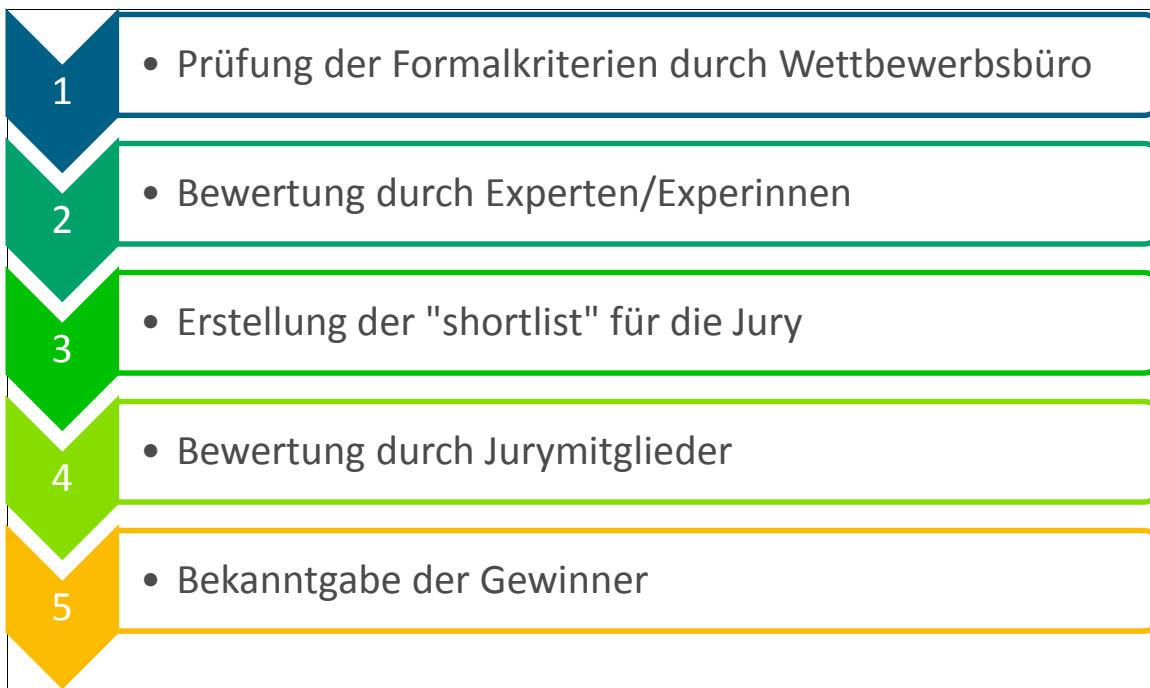 1
• Prüfung der Formalkriterien durch Wettbewerbsbüro
2
• Bewertung durch Experten/Experinnen
3
• Erstellung der "shortlist" für die Jury
4
• Bewertung durch Jurymitglieder
5
• Bekanntgabe der Gewinner